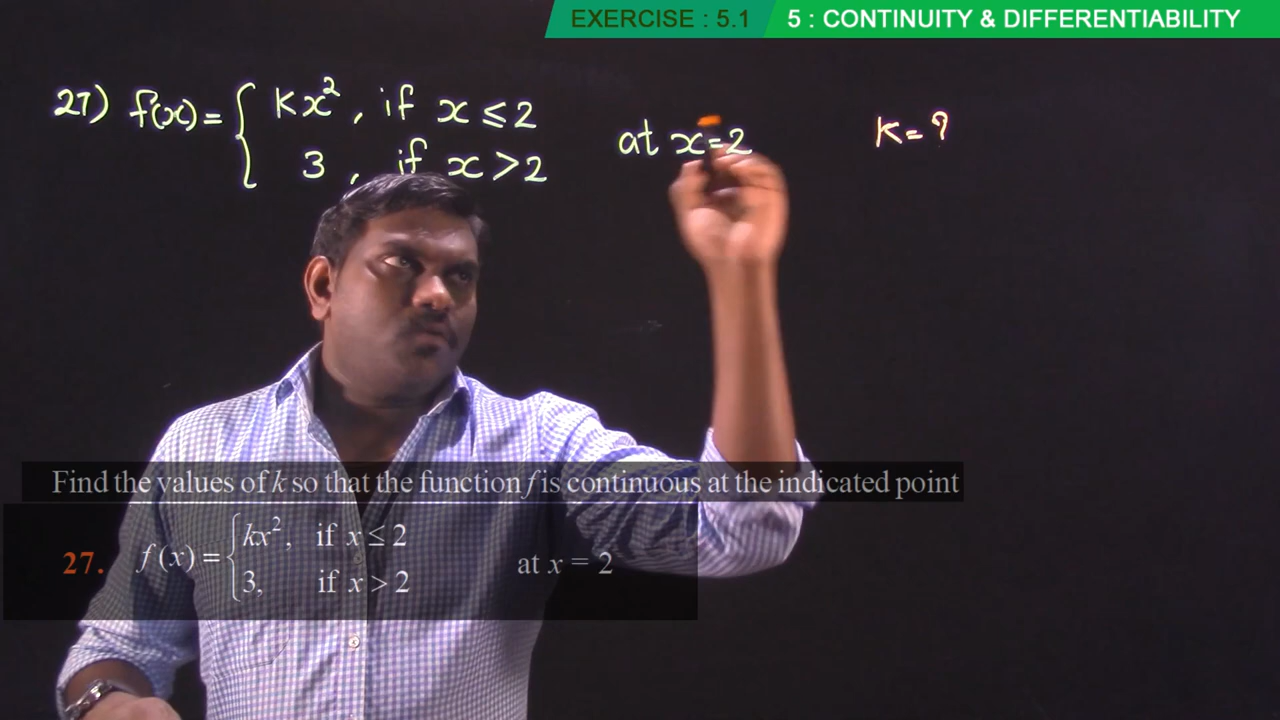 EXERCISE : 5.1 5 : CONTINUITY & DIFFERENTIABILITY
27) f(x) = { kx², if x ≤ 2 at x=2 K=?
3, if x > 2
Find the values of k so that the function f is continuous at the indicated point
27. f(x) = { kx², if x ≤ 2 at x = 2
3, if x > 2